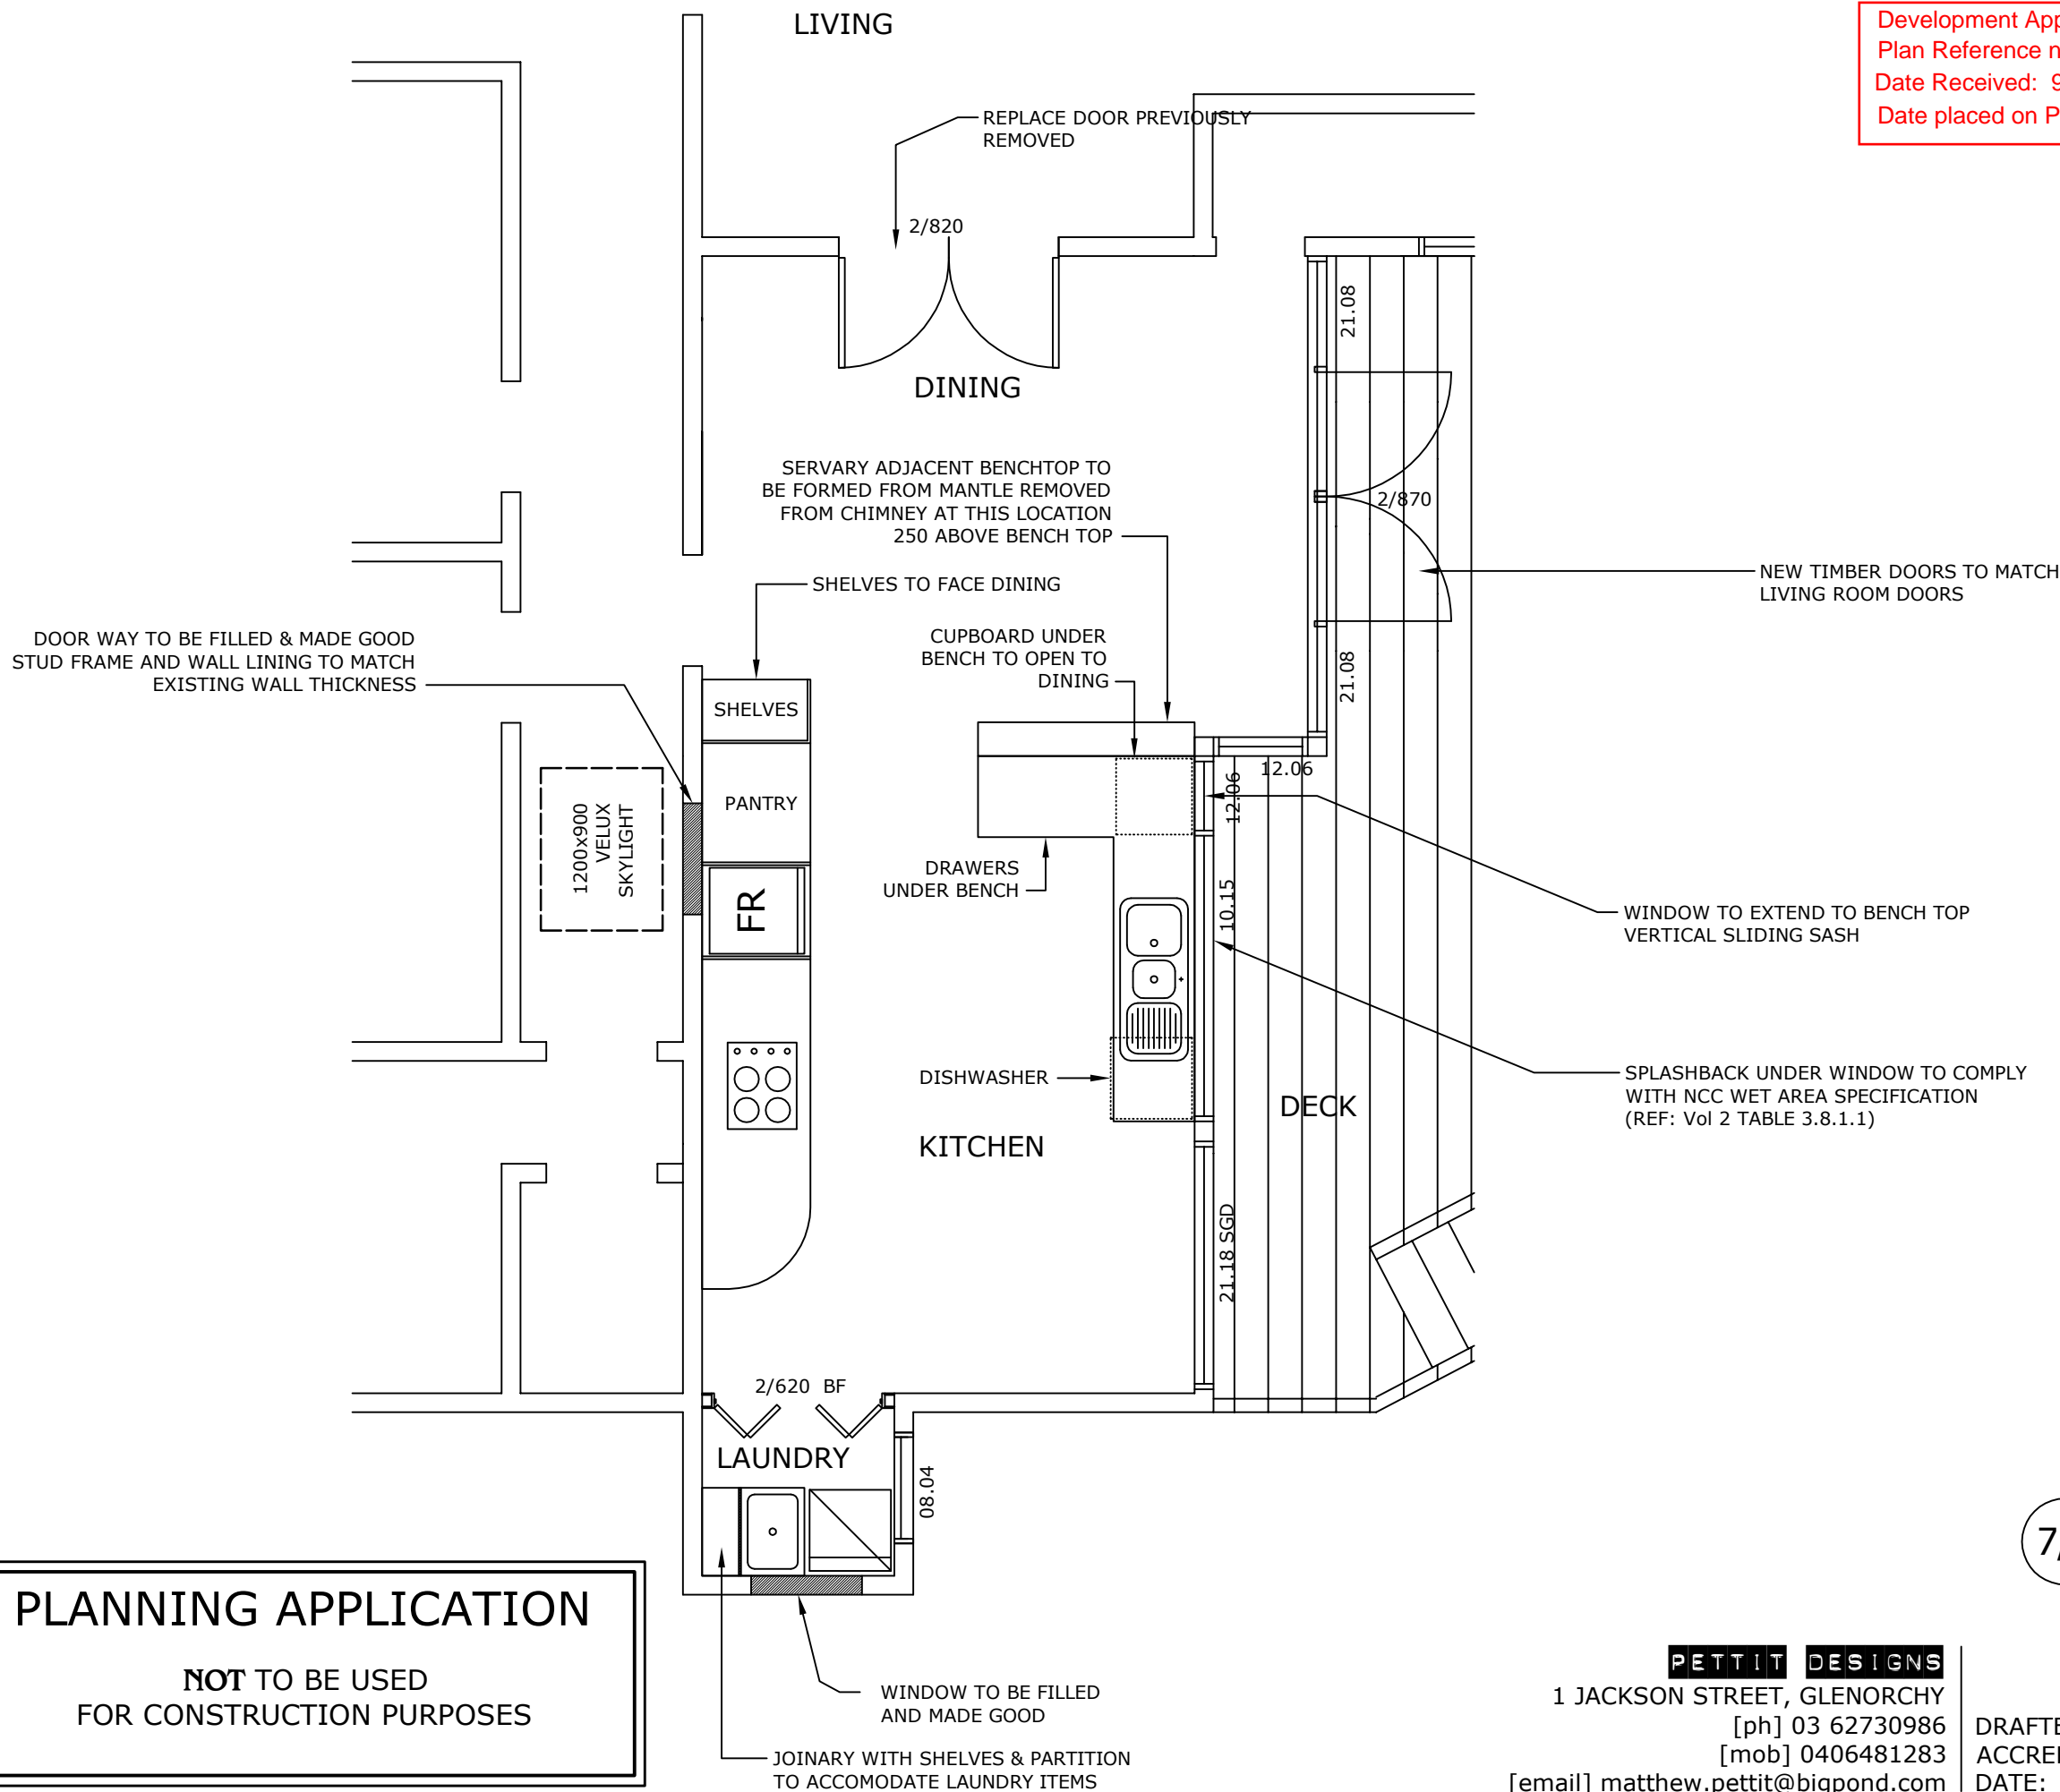 LIVING
Development App
Plan Reference n
Date Received: 9
Date placed on P
REPLACE DOOR PREVIOUSLY
REMOVED
2/820
21.08
DINING
SERVARY ADJACENT BENCHTOP TO
BE FORMED FROM MANTLE REMOVED
FROM CHIMNEY AT THIS LOCATION
250 ABOVE BENCH TOP
2/870
NEW TIMBER DOORS TO MATCH
LIVING ROOM DOORS
SHELVES TO FACE DINING
DOOR WAY TO BE FILLED & MADE GOOD
STUD FRAME AND WALL LINING TO MATCH
EXISTING WALL THICKNESS
CUPBOARD UNDER
BENCH TO OPEN TO
DINING
21.08
SHELVES
12.06
12.06
PANTRY
1200x900
VELUX
SKYLIGHT
DRAWERS
UNDER BENCH
FR
10.15
WINDOW TO EXTEND TO BENCH TOP
VERTICAL SLIDING SASH
DISHWASHER
DECK
SPLASHBACK UNDER WINDOW TO COMPLY
WITH NCC WET AREA SPECIFICATION
(REF: Vol 2 TABLE 3.8.1.1)
KITCHEN
21.18 SGD
2/620 BF
LAUNDRY
08.04
7/
PLANNING APPLICATION
NOT TO BE USED
FOR CONSTRUCTION PURPOSES
WINDOW TO BE FILLED
AND MADE GOOD
JOINARY WITH SHELVES & PARTITION
TO ACCOMODATE LAUNDRY ITEMS
PETTIT DESIGNS
1 JACKSON STREET, GLENORCHY
[ph] 03 62730986
[mob] 0406481283
[email] matthew.pettit@bigpond.com
DRAFTE
ACCREI
DATE: